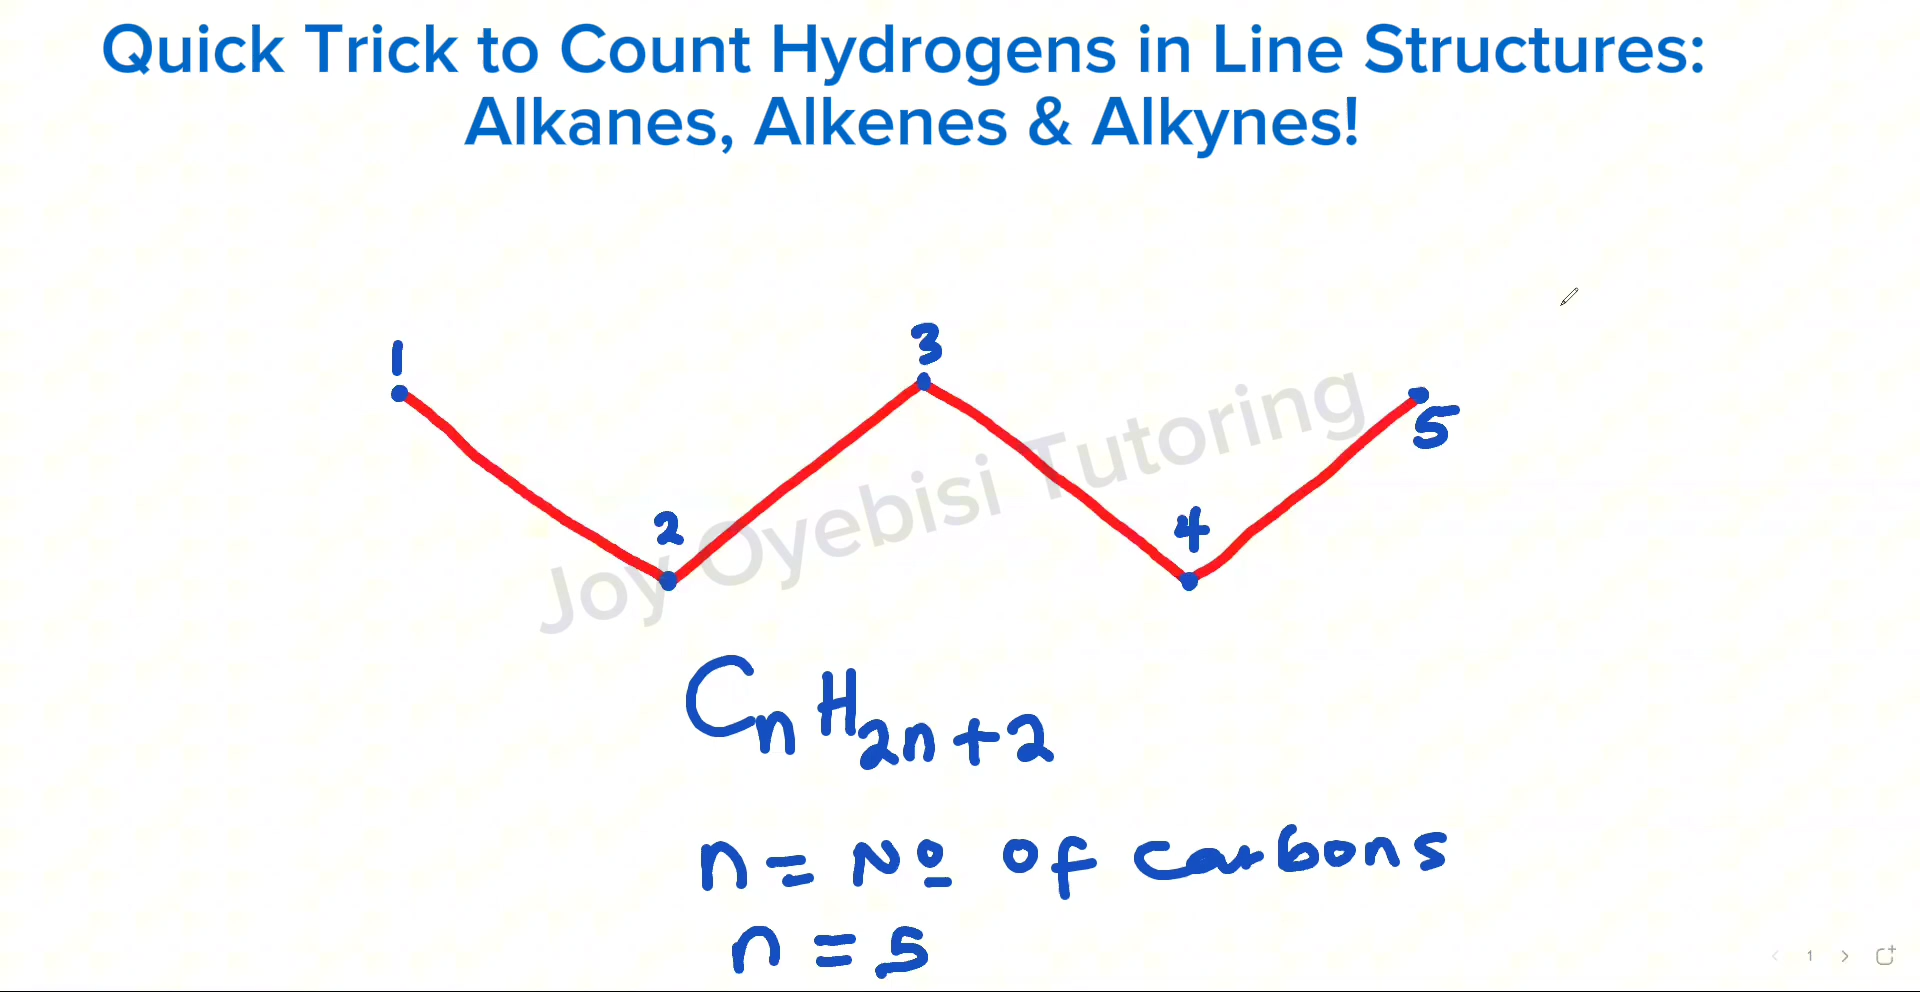 Quick Trick to Count Hydrogens in Line Structures:
Alkanes, Alkenes & Alkynes!
1
3
5
2
4
Joy Oyebisi Tutoring
CnH2n+2
n = No of carbons
n = 5
1